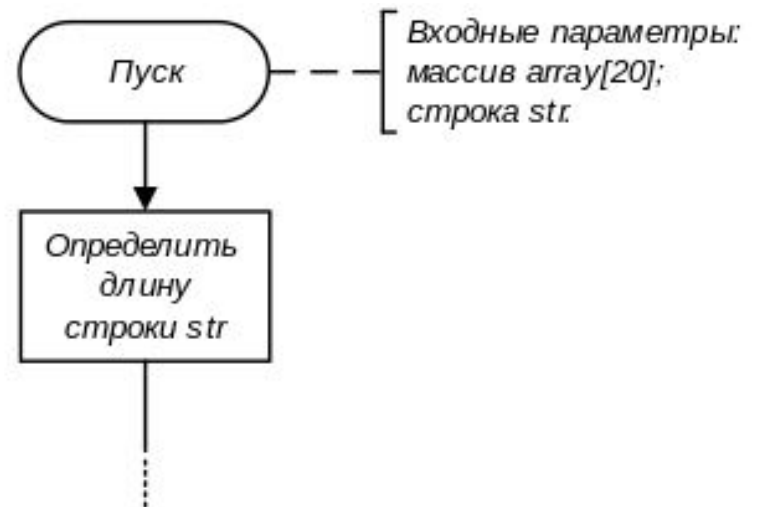 Пуск
Входные параметры:
массив array[20];
строка str.
Определить
длину
строки str